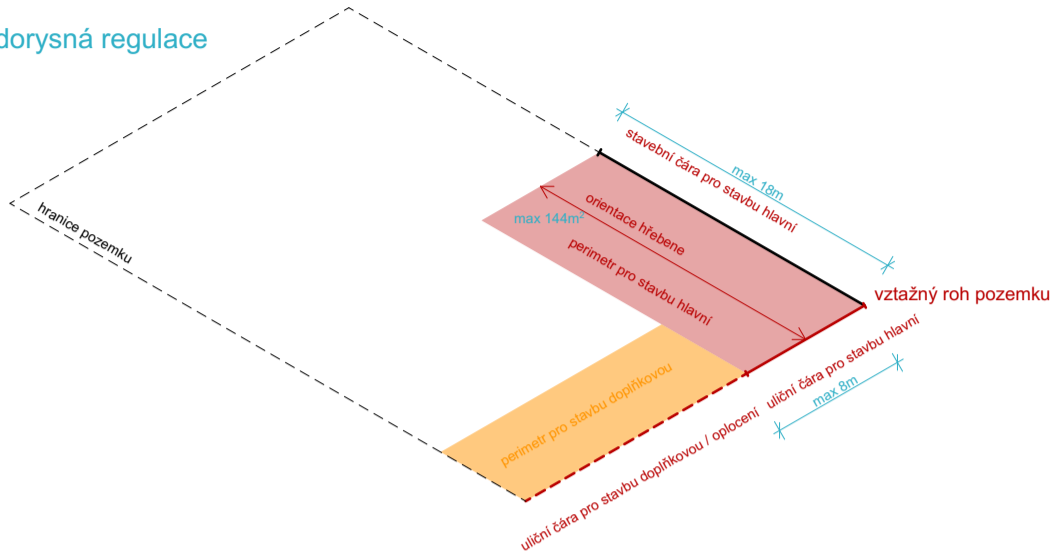 dorysná regulace
stavební čára pro stavbu hlavní
max 18m
hranice pozemku
orientace hřebene
max 144m²
perimetr pro stavbu hlavní
vztažný roh pozemku
uliční čára pro stavbu hlavní
max 8m
perimetr pro stavbu doplňkovou
uliční čára pro stavbu doplňkovou / oplocení